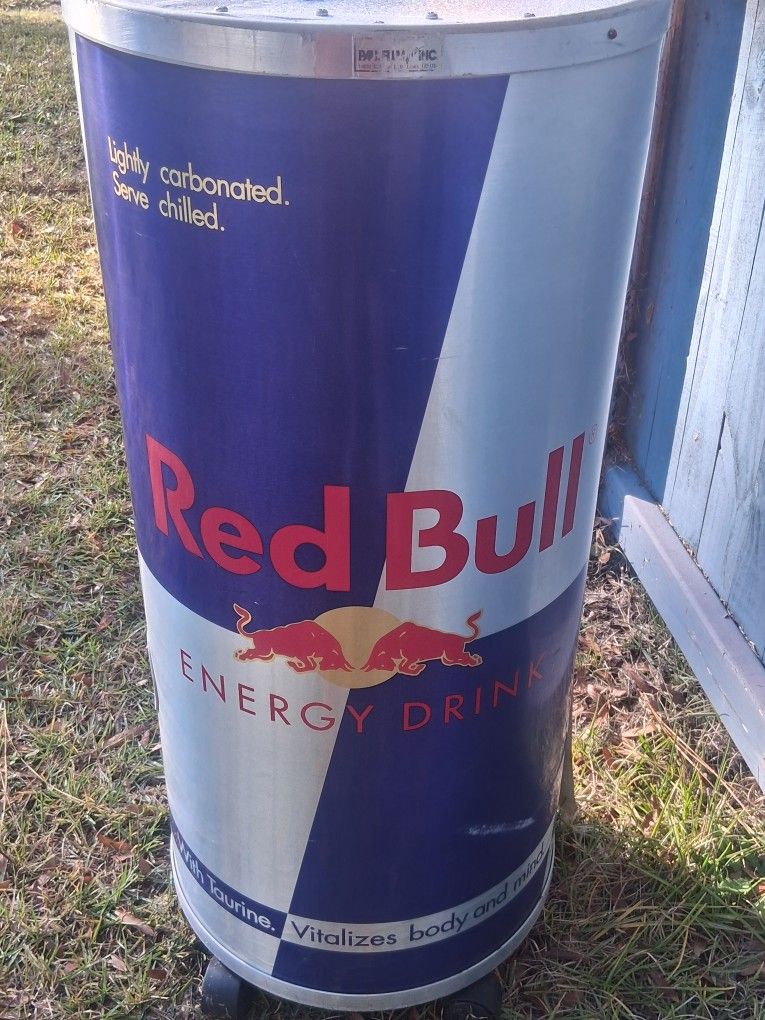 Lightly carbonated.
Serve chilled.
Red Bull®
ENERGY DRINK
With Taurine. Vitalizes body and mind